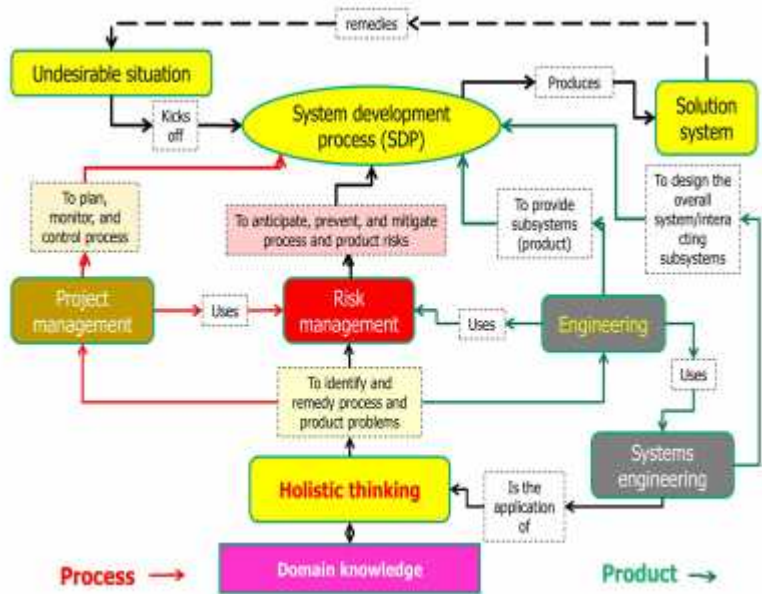 remedies
Undesirable situation
Produces
Solution
system
Kicks
off
System development
process (SDP)
To plan,
monitor, and
control process
To anticipate, prevent, and mitigate
process and product risks
To provide
subsystems
(product)
To design the
overall
system/intera
cting
subsystems
Project
management
Uses
Risk
management
Uses
Engineering
Uses
To identify and
remedy process and
product problems
Systems
engineering
Holistic thinking
Is the
application
of
Domain knowledge
Process
Product